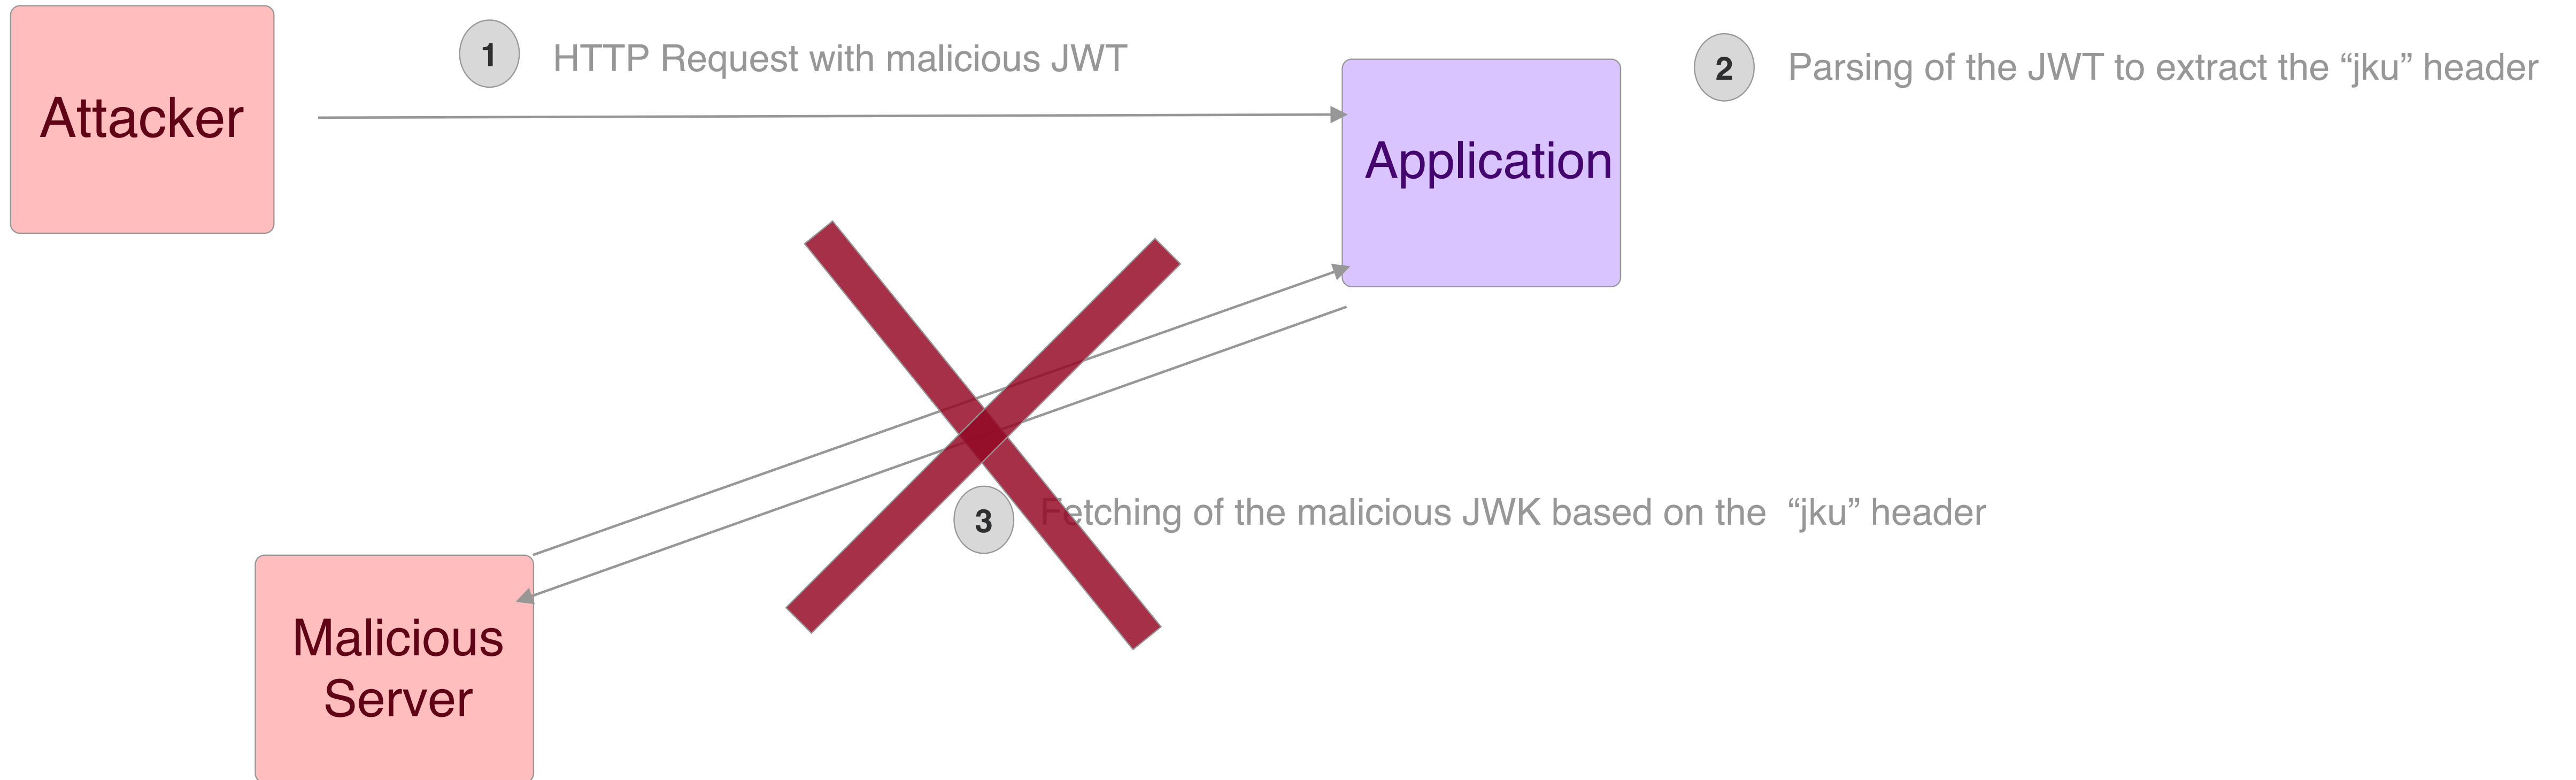 Attacker
1 HTTP Request with malicious JWT
Application
2 Parsing of the JWT to extract the “jku” header
3 Fetching of the malicious JWK based on the “jku” header
Malicious
Server